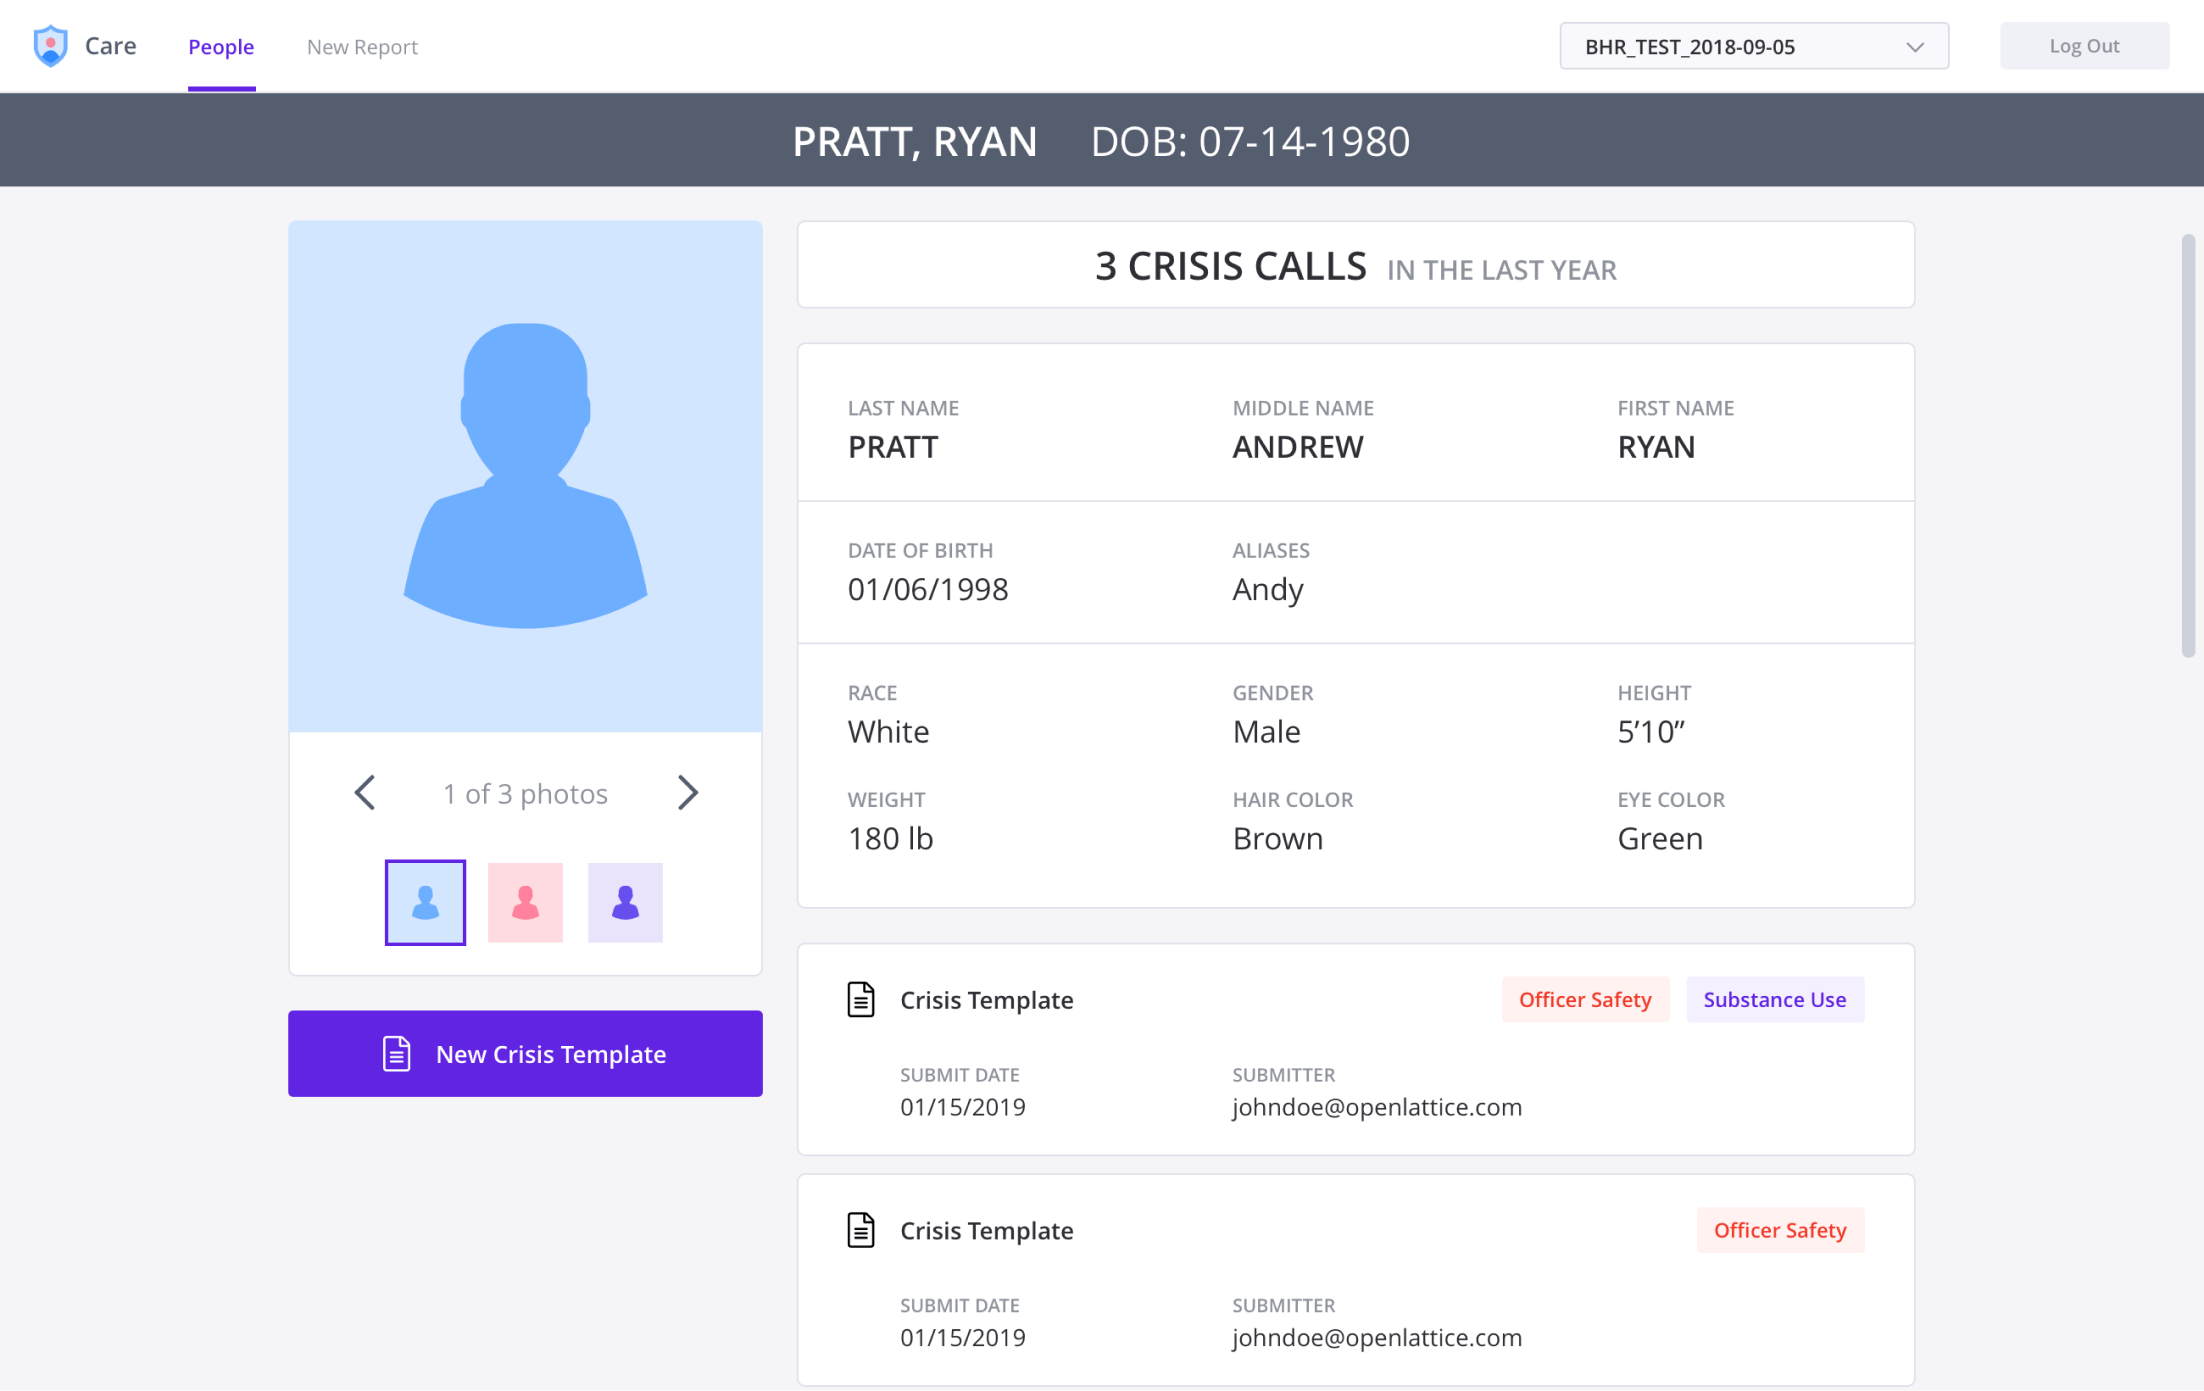 Care People New Report BHR_TEST_2018-09-05 Log Out
PRATT, RYAN DOB: 07-14-1980
3 CRISIS CALLS IN THE LAST YEAR
LAST NAME MIDDLE NAME FIRST NAME
PRATT ANDREW RYAN
DATE OF BIRTH ALIASES
01/06/1998 Andy
RACE GENDER HEIGHT
White Male 5’10”
WEIGHT HAIR COLOR EYE COLOR
180 lb Brown Green
1 of 3 photos
New Crisis Template
Crisis Template Officer Safety Substance Use
SUBMIT DATE SUBMITTER
01/15/2019 johndoe@openlattice.com
Crisis Template Officer Safety
SUBMIT DATE SUBMITTER
01/15/2019 johndoe@openlattice.com